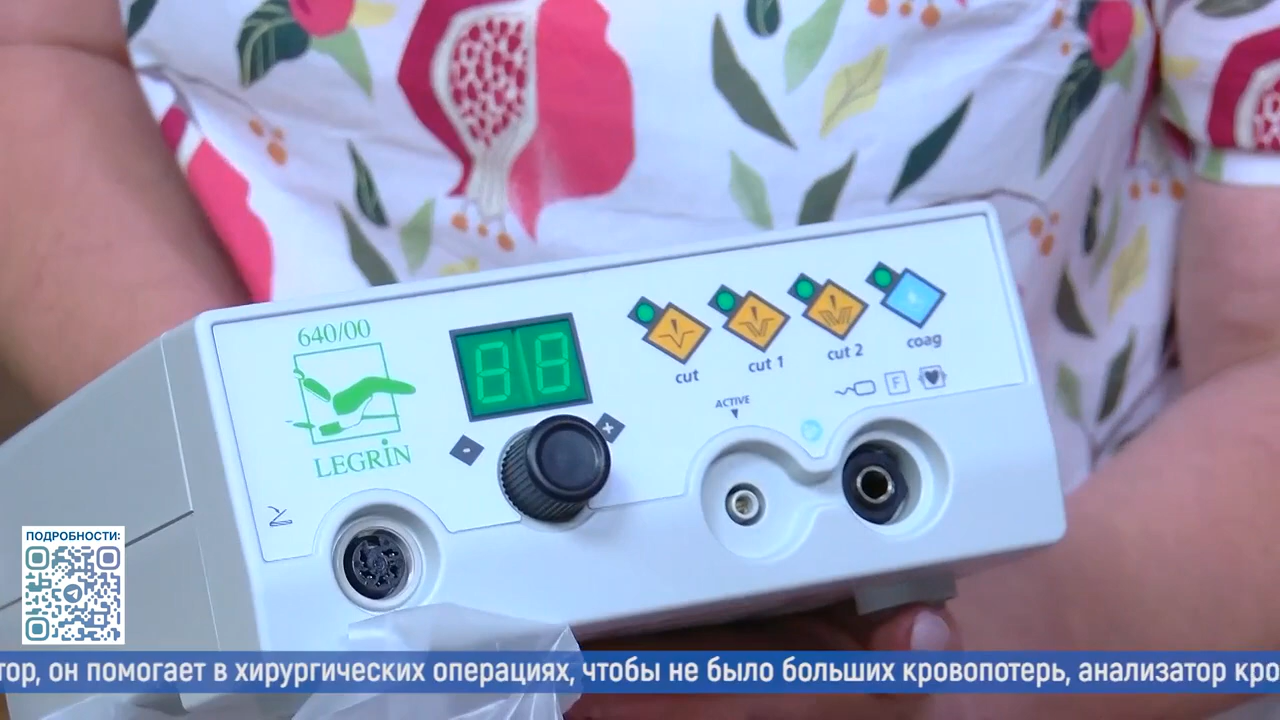 640/00
LEGRIN
88
cut
cut 1
cut 2
coag
ACTIVE
F
ПОДРОБНОСТИ:
тор, он помогает в хирургических операциях, чтобы не было больших кровопотерь, анализатор кро